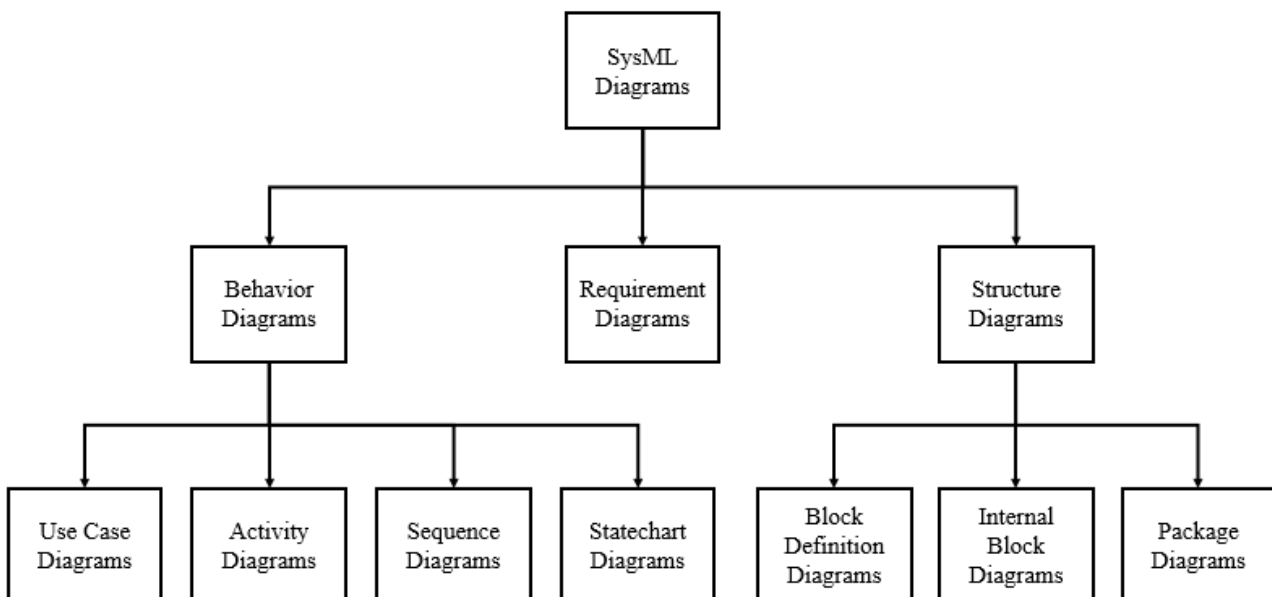 SysML
Diagrams
Behavior
Diagrams
Requirement
Diagrams
Structure
Diagrams
Use Case
Diagrams
Activity
Diagrams
Sequence
Diagrams
Statechart
Diagrams
Block
Definition
Diagrams
Internal
Block
Diagrams
Package
Diagrams